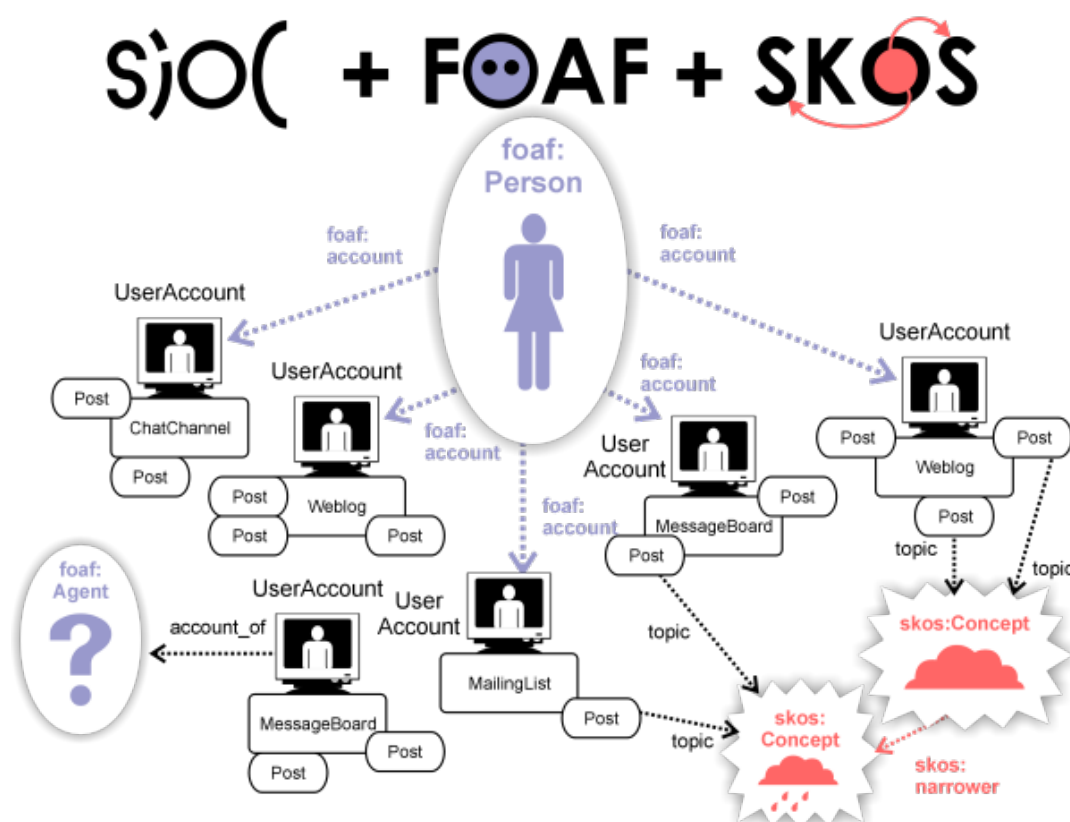 sioc + FOAF + SKOS
foaf:
Person
foaf:
account
foaf:
account
UserAccount
UserAccount
UserAccount
foaf:
account
Post
ChatChannel
Post
foaf:
account
User
Account
Post
Post
Weblog
Post
Weblog
Post
Post
Post
foaf:
account
Post
MessageBoard
Post
topic
topic
foaf:
Agent
?
account_of
UserAccount
User
Account
topic
skos:Concept
MailingList
MessageBoard
Post
Post
Post
topic
skos:
Concept
skos:
narrower